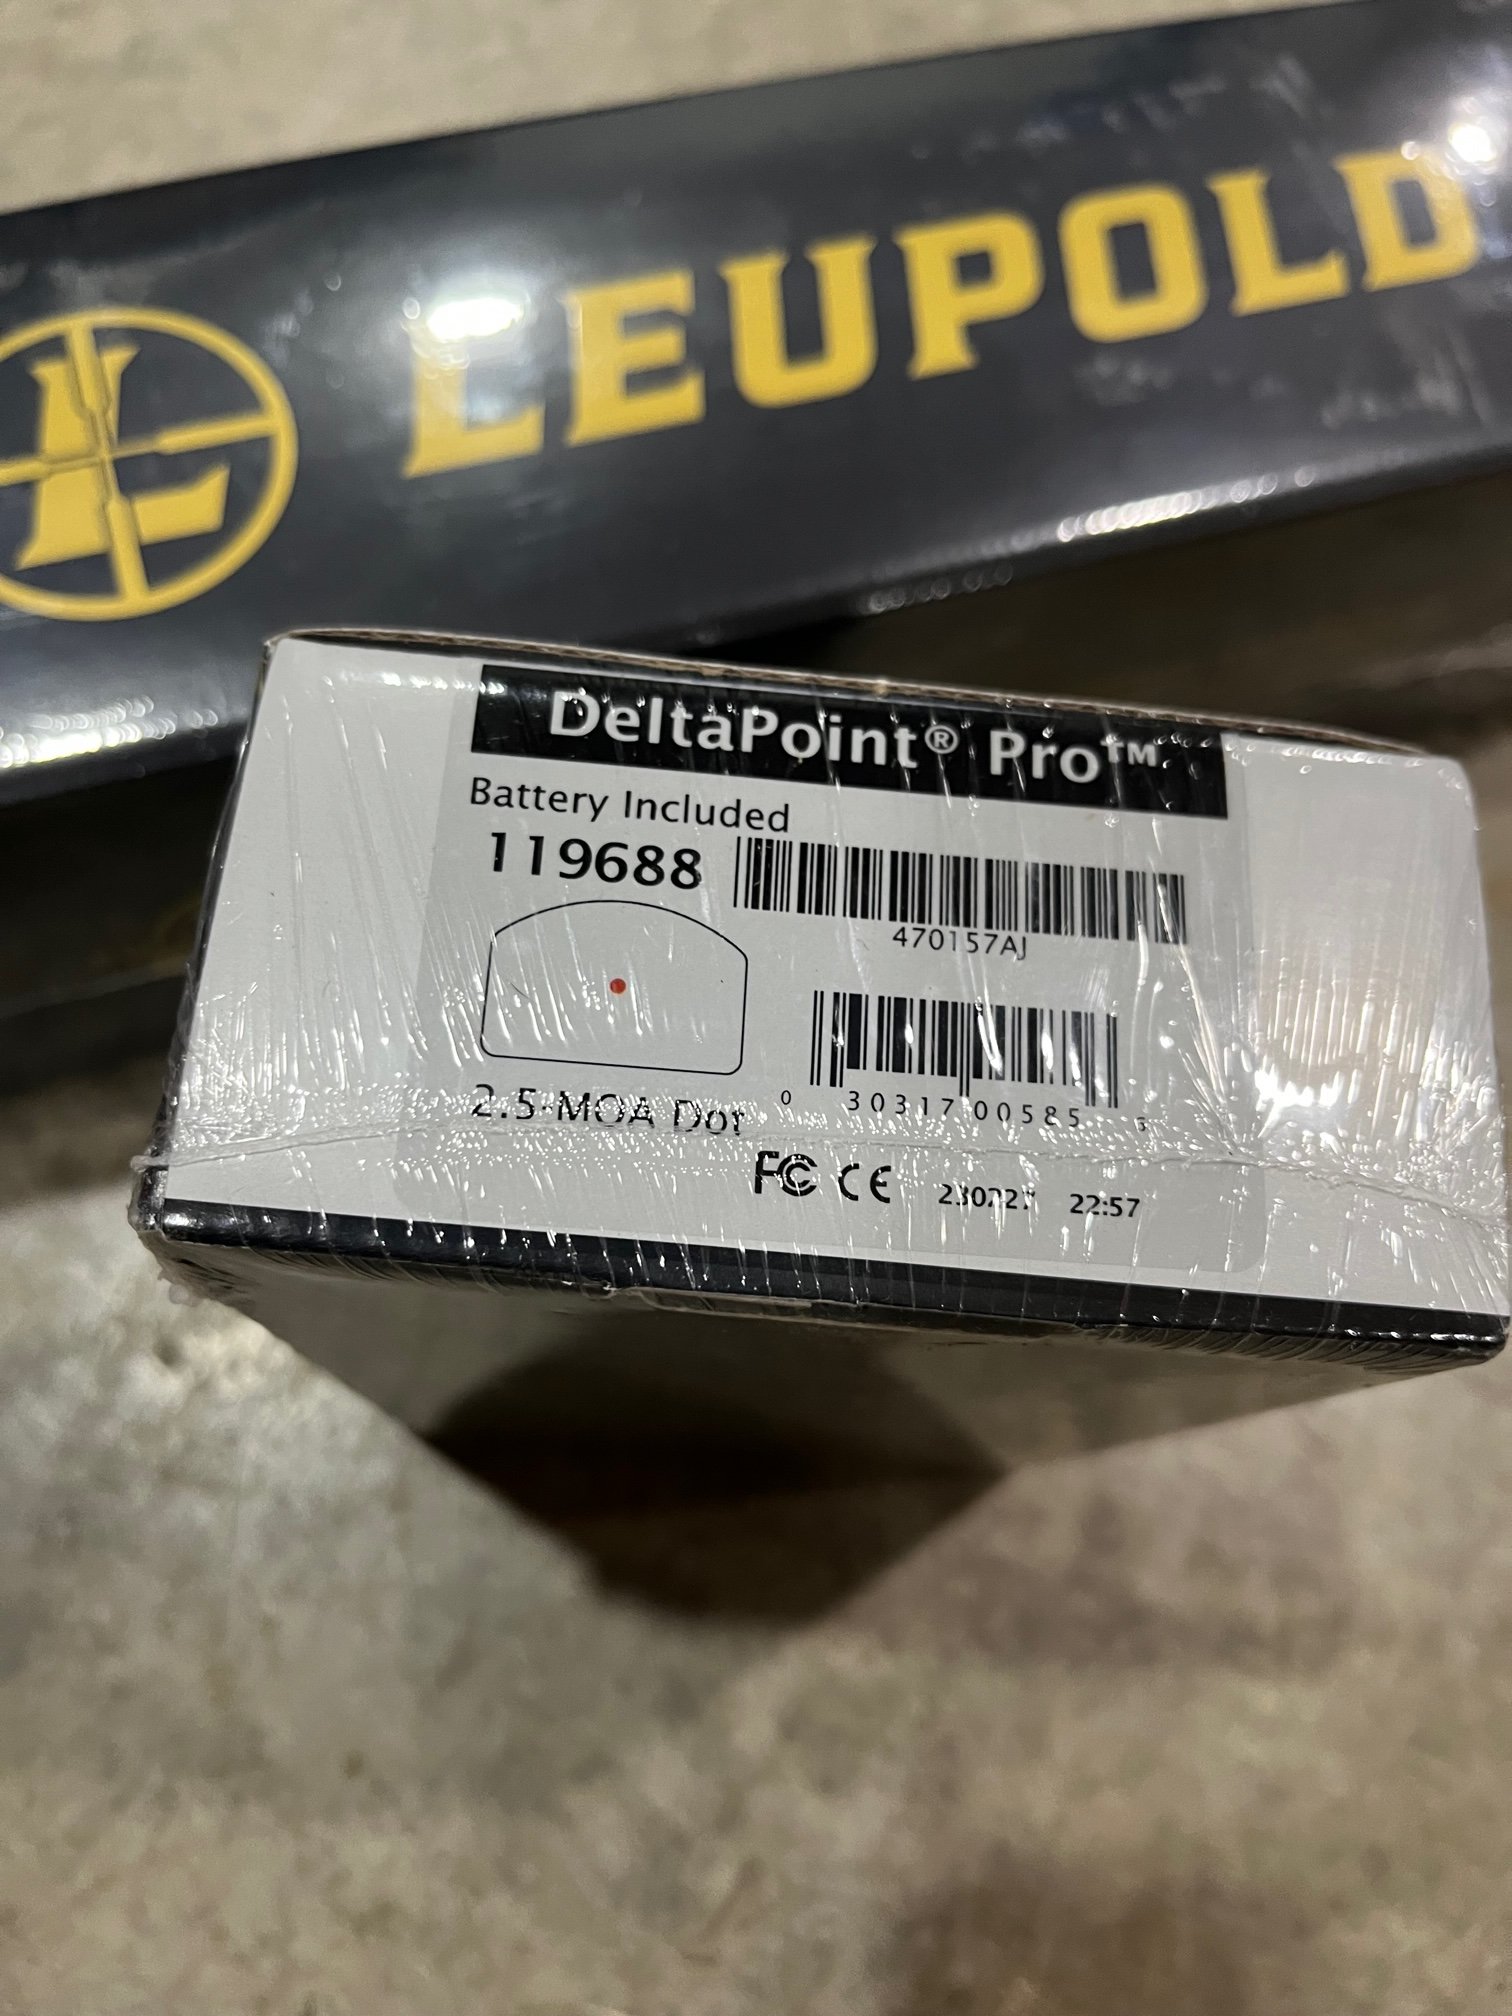 LEUPOLD
DeltaPoint® Pro™
Battery Included
119688
470157AJ
2.5-MOA Dot
0 30317 00585
FC CE 22:57